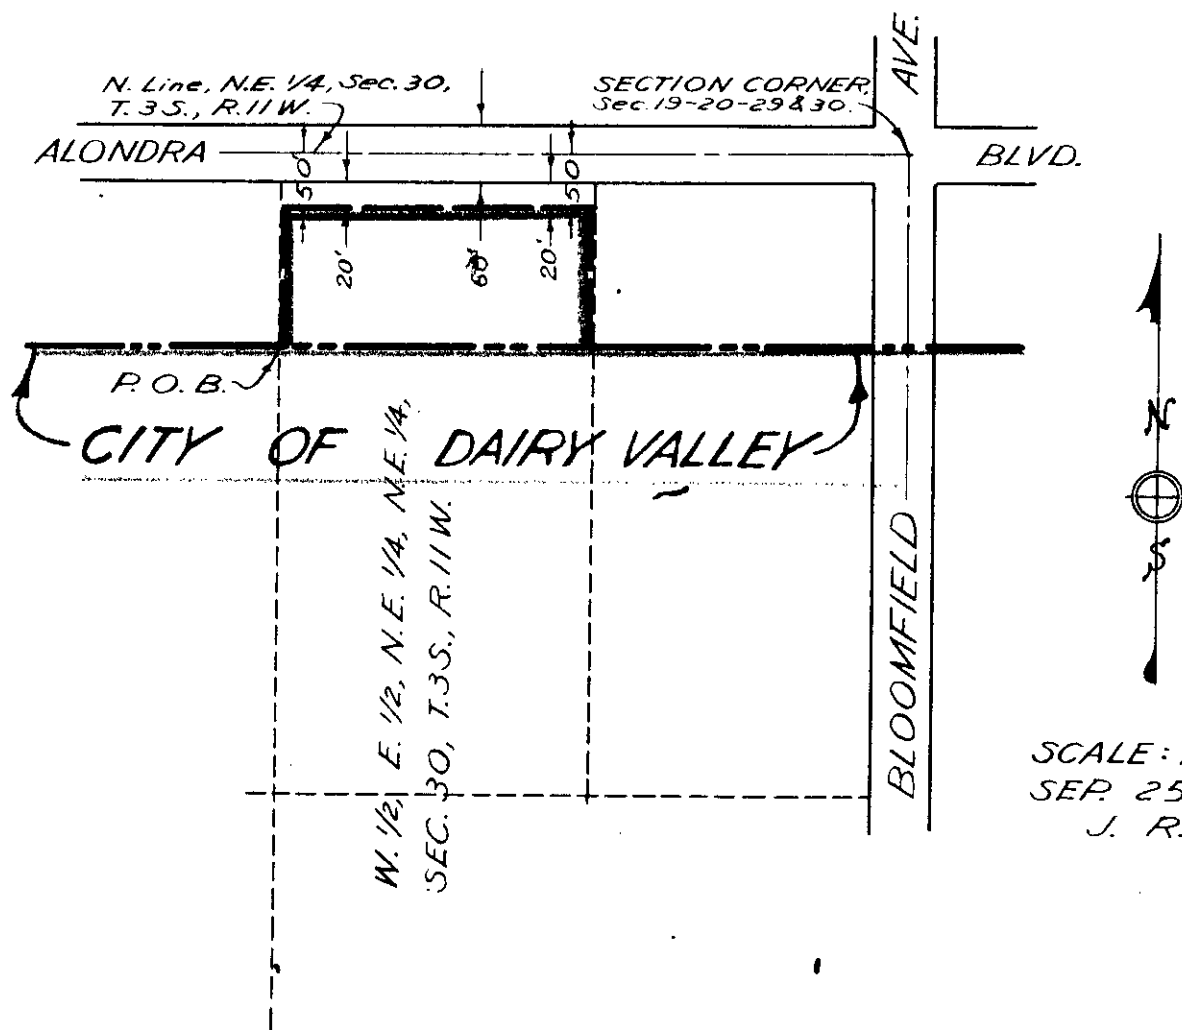 N. Line, N.E. 1/4, Sec. 30,
T. 3 S., R. 11 W.
SECTION CORNER,
Sec. 19-20-29 & 30.
AVE.
ALONDRA
BLVD.
50'
50'
20'
60'
20'
P.O.B.
CITY OF DAIRY VALLEY
W. 1/2, E. 1/2, N.E. 1/4, N.E. 1/4,
SEC. 30, T. 3 S., R. 11 W.
BLOOMFIELD
N
S
SCALE:
SEP. 25
J. R.